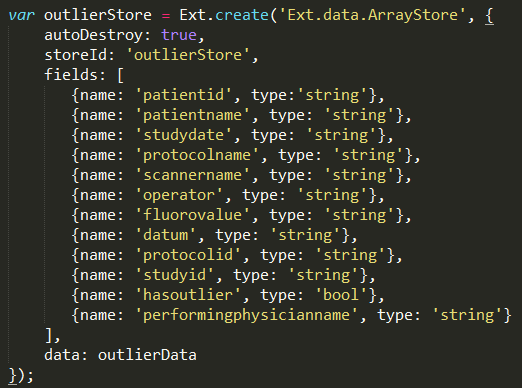 var outlierStore = Ext.create('Ext.data.ArrayStore', {
    autoDestroy: true,
    storeId: 'outlierStore',
    fields: [
       {name: 'patientid', type:'string'},
       {name: 'patientname', type: 'string'},
       {name: 'studydate', type: 'string'},
       {name: 'protocolname', type: 'string'},
       {name: 'scannername', type: 'string'},
       {name: 'operator', type: 'string'},
       {name: 'fluorovalue', type: 'string'},
       {name: 'datum', type: 'string'},
       {name: 'protocolid', type: 'string'},
       {name: 'studyid', type: 'string'},
       {name: 'hasoutlier', type: 'bool'},
       {name: 'performingphysicianname', type: 'string'}
    ],
    data: outlierData
});